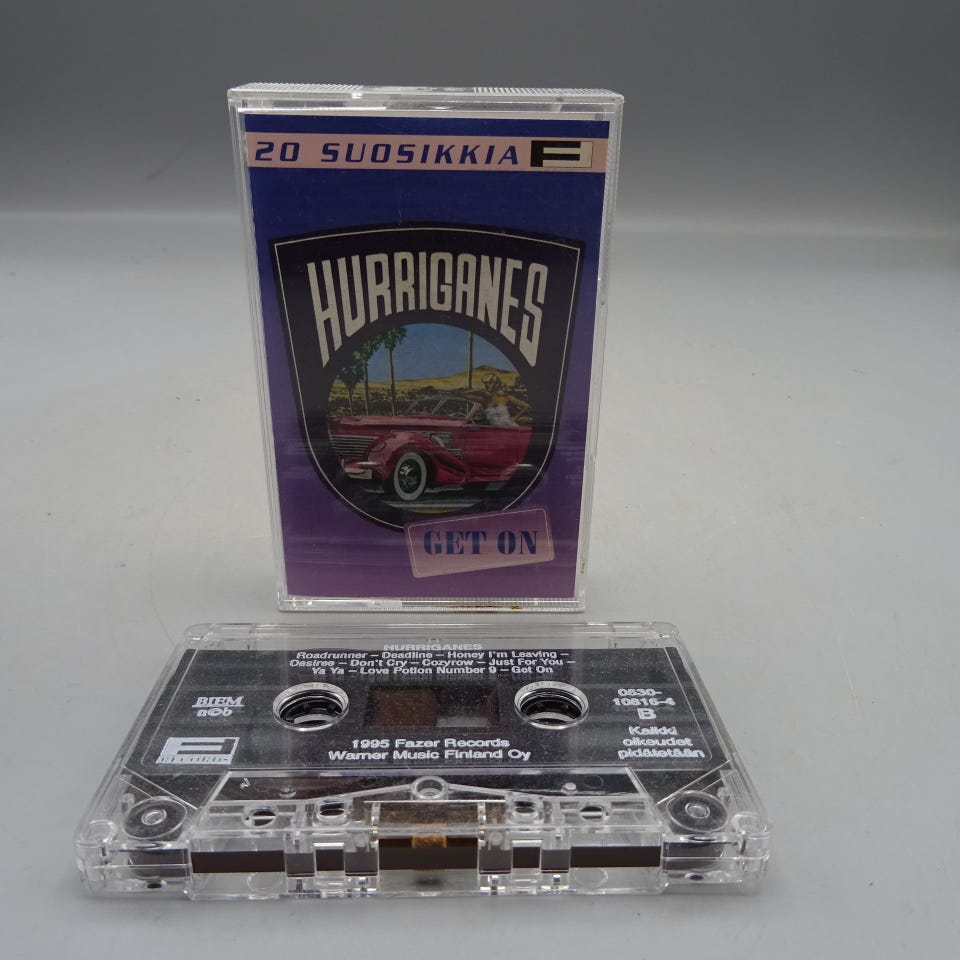 20 SUOSIKKIA F
HURRIGANES
GET ON
HURRIGANES
Roadrunner – Deadline – Honey I'm Leaving –
Desiree – Don't Cry – Cozyrow – Just For You –
Ya Ya – Love Potion Number 9 – Get On
BIEM
ncb
0630-
10816-4
B
Kaikki
oikeudet
pidätetään
F
RECORDS
1995 Fazer Records
Warner Music Finland Oy